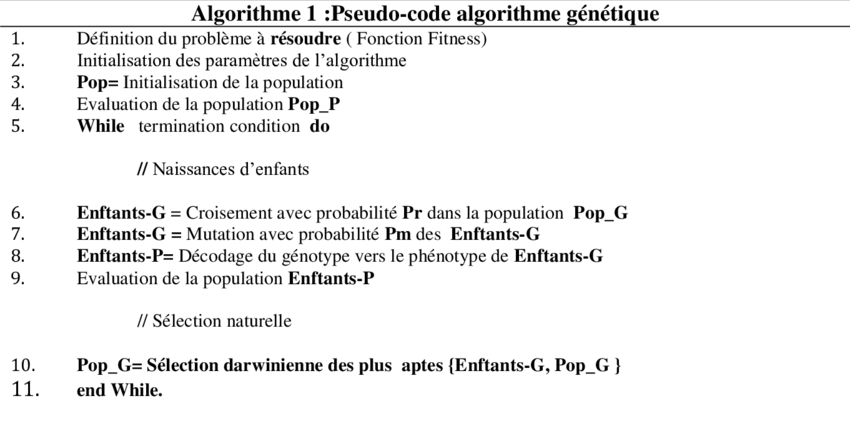 Algorithme 1 :Pseudo-code algorithme génétique
1. Définition du problème à résoudre ( Fonction Fitness)
2. Initialisation des paramètres de l'algorithme
3. Pop= Initialisation de la population
4. Evaluation de la population Pop_P
5. While termination condition do
// Naissances d'enfants
6. Enftants-G = Croisement avec probabilité Pr dans la population Pop_G
7. Enftants-G = Mutation avec probabilité Pm des Enftants-G
8. Enftants-P= Décodage du génotype vers le phénotype de Enftants-G
9. Evaluation de la population Enftants-P
// Sélection naturelle
10. Pop_G= Sélection darwinienne des plus aptes {Enftants-G, Pop_G }
11. end While.